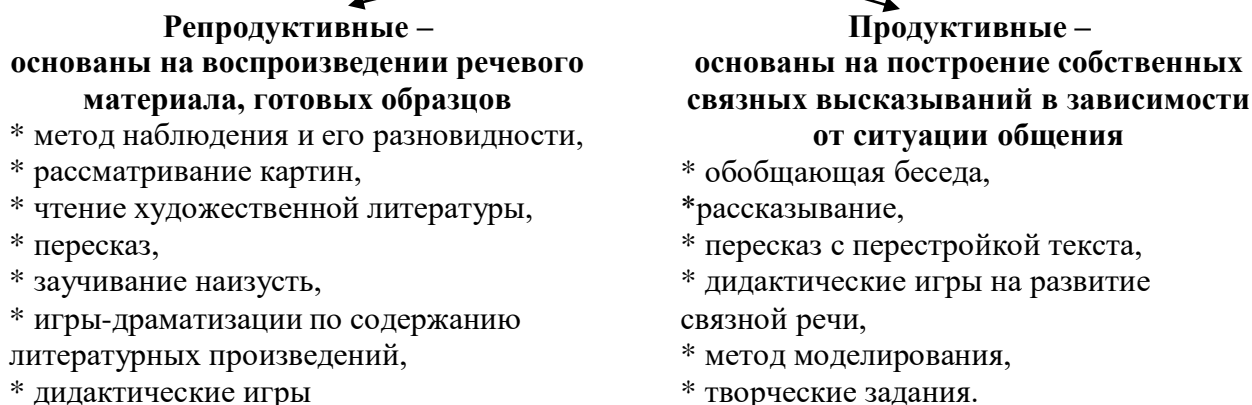 Репродуктивные –
основаны на воспроизведении речевого
материала, готовых образцов
* метод наблюдения и его разновидности,
* рассматривание картин,
* чтение художественной литературы,
* пересказ,
* заучивание наизусть,
* игры-драматизации по содержанию
литературных произведений,
* дидактические игры
Продуктивные –
основаны на построение собственных
связных высказываний в зависимости
от ситуации общения
* обобщающая беседа,
*рассказывание,
* пересказ с перестройкой текста,
* дидактические игры на развитие
связной речи,
* метод моделирования,
* творческие задания.